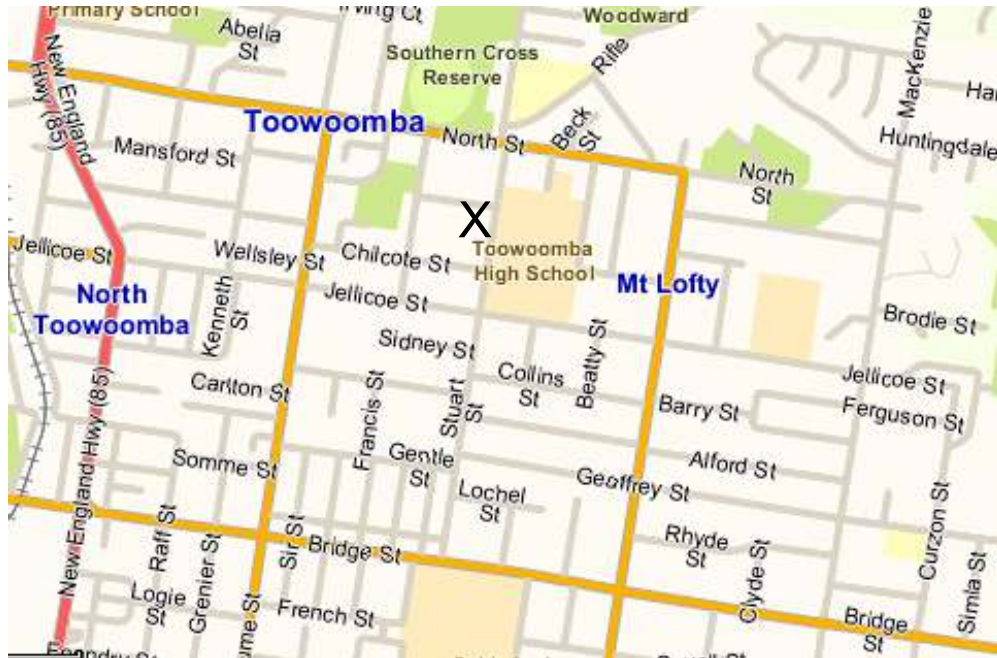 Primary School
Irving Ct
Woodward
Abelia
St
Southern Cross
Reserve
Rifle
MacKenzie
New England
Hwy (85)
Toowoomba
North St
Beck
St
Huntingdale
Mansford St
North
St
X
Jellicoe St
Wellsley St
Chilcote St
Toowoomba
High School
North
Toowoomba
Kenneth
St
Jellicoe St
Mt Lofty
Brodie St
Sidney St
Collins
St
Beatty St
Jellicoe St
Carlton St
Francis St
Stuart
St
Barry St
Ferguson St
New England Hwy (85)
Somme St
Gentle
St
Geoffrey St
Alford St
Lochel
St
Raff St
Sir St
Bridge St
Rhyde
St
Curzon St
Grenier St
Clyde St
Simla St
Logie
St
French St
Bridge
St